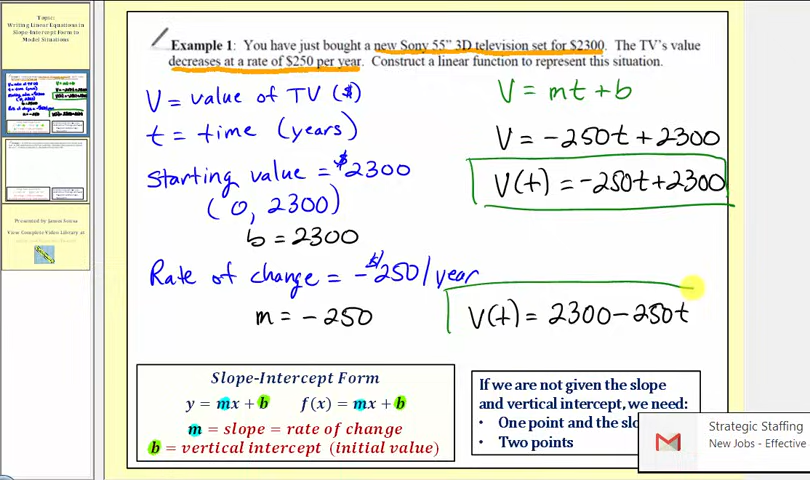 Topic:
Writing Linear Equations in
Slope-Intercept Form to
Model Situations
Example 1: You have just bought a new Sony 55" 3D television set for $2300. The TV's value
decreases at a rate of $250 per year. Construct a linear function to represent this situation.
V = value of TV ($)
t = time (years)
Starting value = $2300
(0, 2300)
b = 2300
Rate of change = -$250/year
m = -250
V = mt + b
V = -250t + 2300
V(t) = -250t + 2300
V(t) = 2300 - 250t
Presented by James Sousa
View Complete Video Library at
Slope-Intercept Form
y = mx + b f(x) = mx + b
m = slope = rate of change
b = vertical intercept (initial value)
If we are not given the slope
and vertical intercept, we need:
• One point and the slo
• Two points
Strategic Staffing
New Jobs - Effective